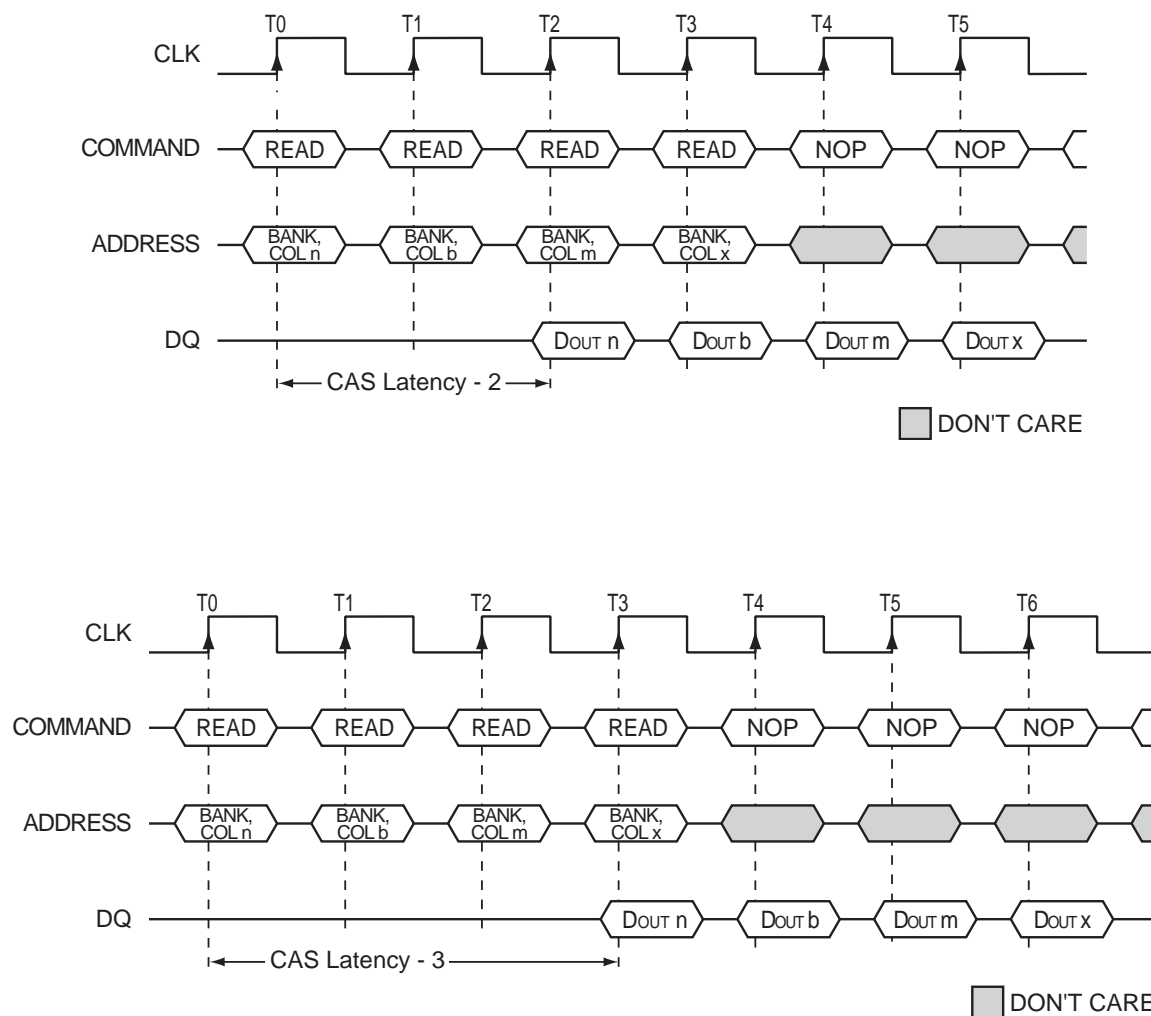 T0 T1 T2 T3 T4 T5
CLK
COMMAND READ READ READ READ NOP NOP
ADDRESS BANK, COL n BANK, COL b BANK, COL m BANK, COL x
DQ DOUT n DOUT b DOUT m DOUT x
CAS Latency - 2
DON'T CARE
T0 T1 T2 T3 T4 T5 T6
CLK
COMMAND READ READ READ READ NOP NOP NOP
ADDRESS BANK, COL n BANK, COL b BANK, COL m BANK, COL x
DQ DOUT n DOUT b DOUT m DOUT x
CAS Latency - 3
DON'T CARE